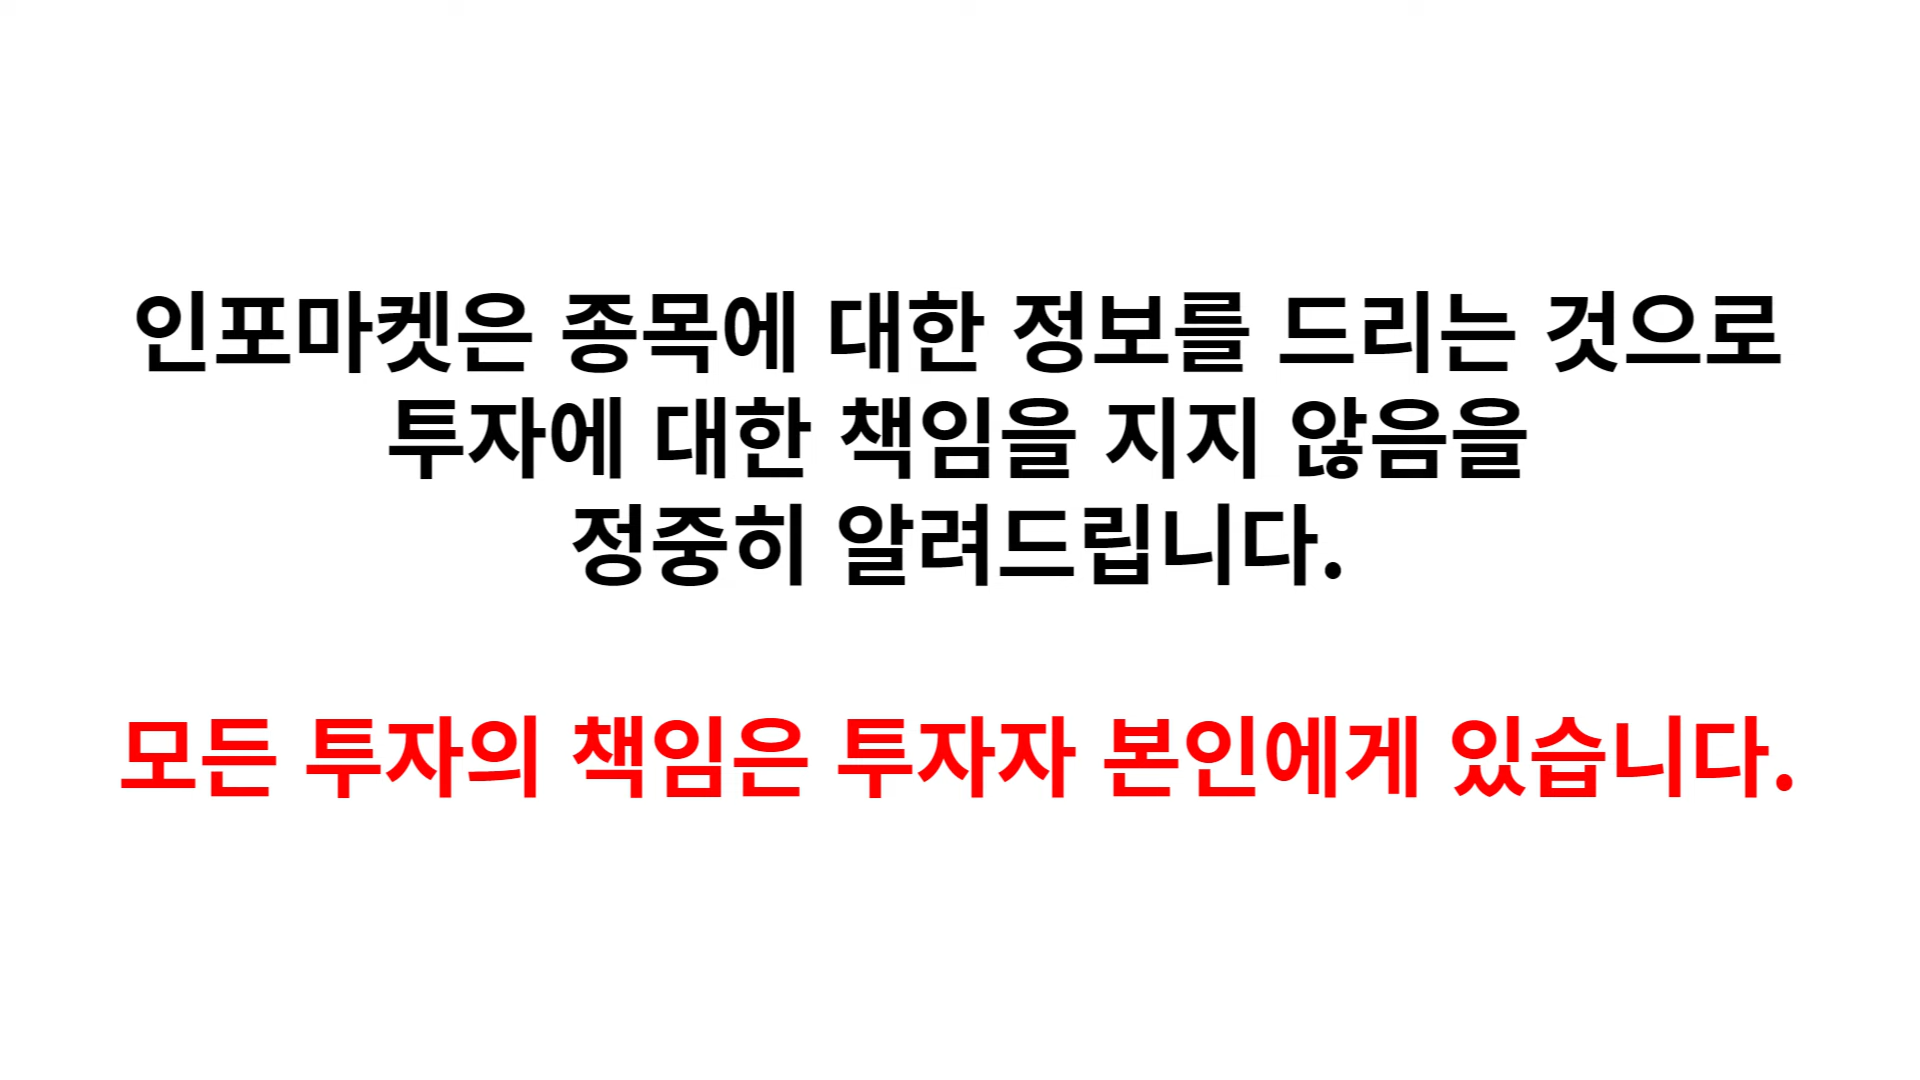 인포마켓은 종목에 대한 정보를 드리는 것으로
투자에 대한 책임을 지지 않음을
정중히 알려드립니다.
모든 투자의 책임은 투자자 본인에게 있습니다.